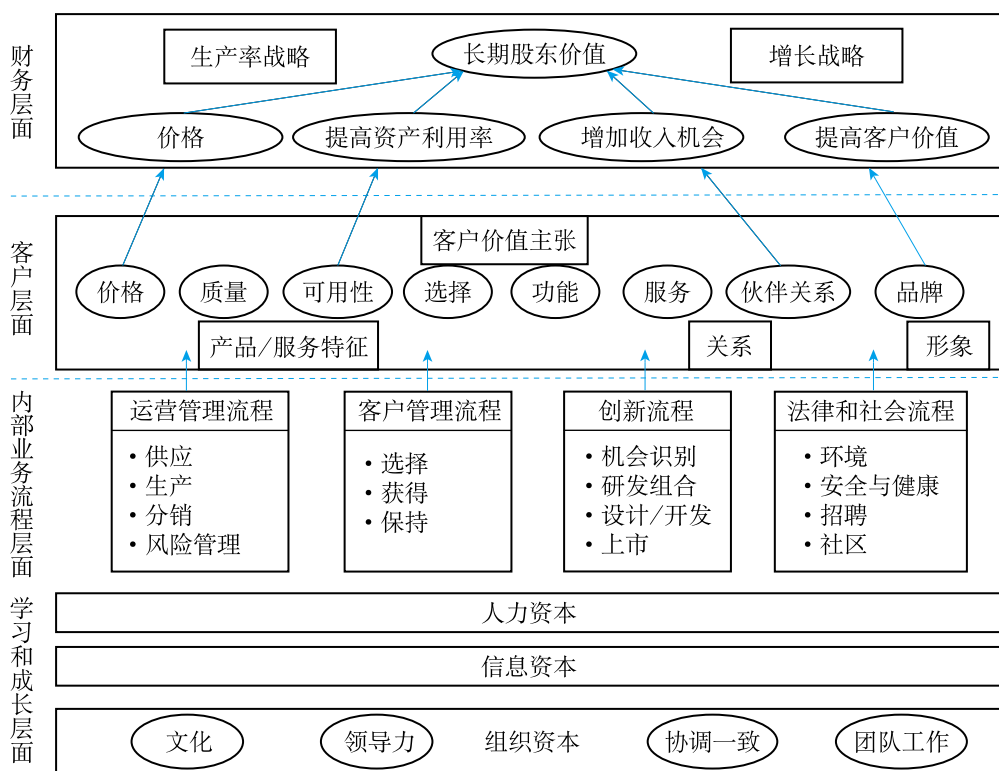 财务层面
生产率战略
长期股东价值
增长战略
价格
提高资产利用率
增加收入机会
提高客户价值
客户层面
客户价值主张
价格
质量
可用性
选择
功能
服务
伙伴关系
品牌
产品/服务特征
关系
形象
内部业务流程层面
运营管理流程
·供应
·生产
·分销
·风险管理
客户管理流程
·选择
·获得
·保持
创新流程
·机会识别
·研发组合
·设计/开发
·上市
法律和社会流程
·环境
·安全与健康
·招聘
·社区
学习和成长层面
人力资本
信息资本
文化
领导力
组织资本
协调一致
团队工作